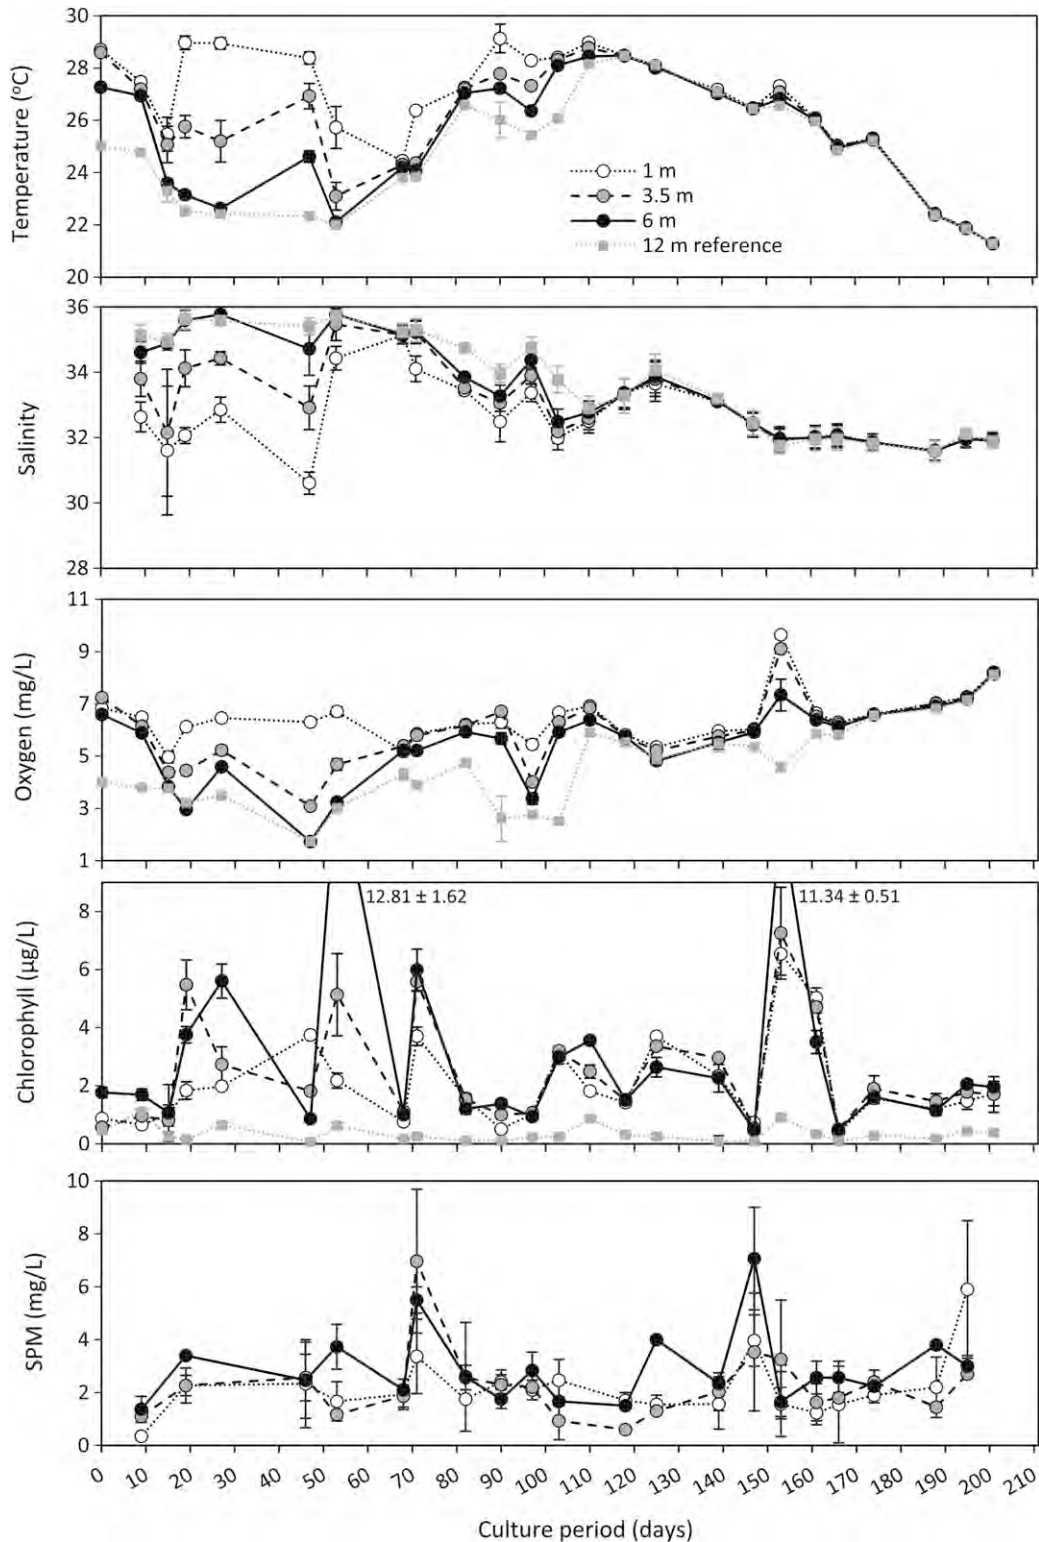 30
28
26
24
22
20
Temperature (°C)
1 m
3.5 m
6 m
12 m reference
36
34
32
30
28
Salinity
11
9
7
5
3
1
Oxygen (mg/L)
8
6
4
2
0
Chlorophyll (µg/L)
12.81 ± 1.62
11.34 ± 0.51
10
8
6
4
2
0
SPM (mg/L)
0 10 20 30 40 50 60 70 80 90 100 110 120 130 140 150 160 170 180 190 200 210
Culture period (days)